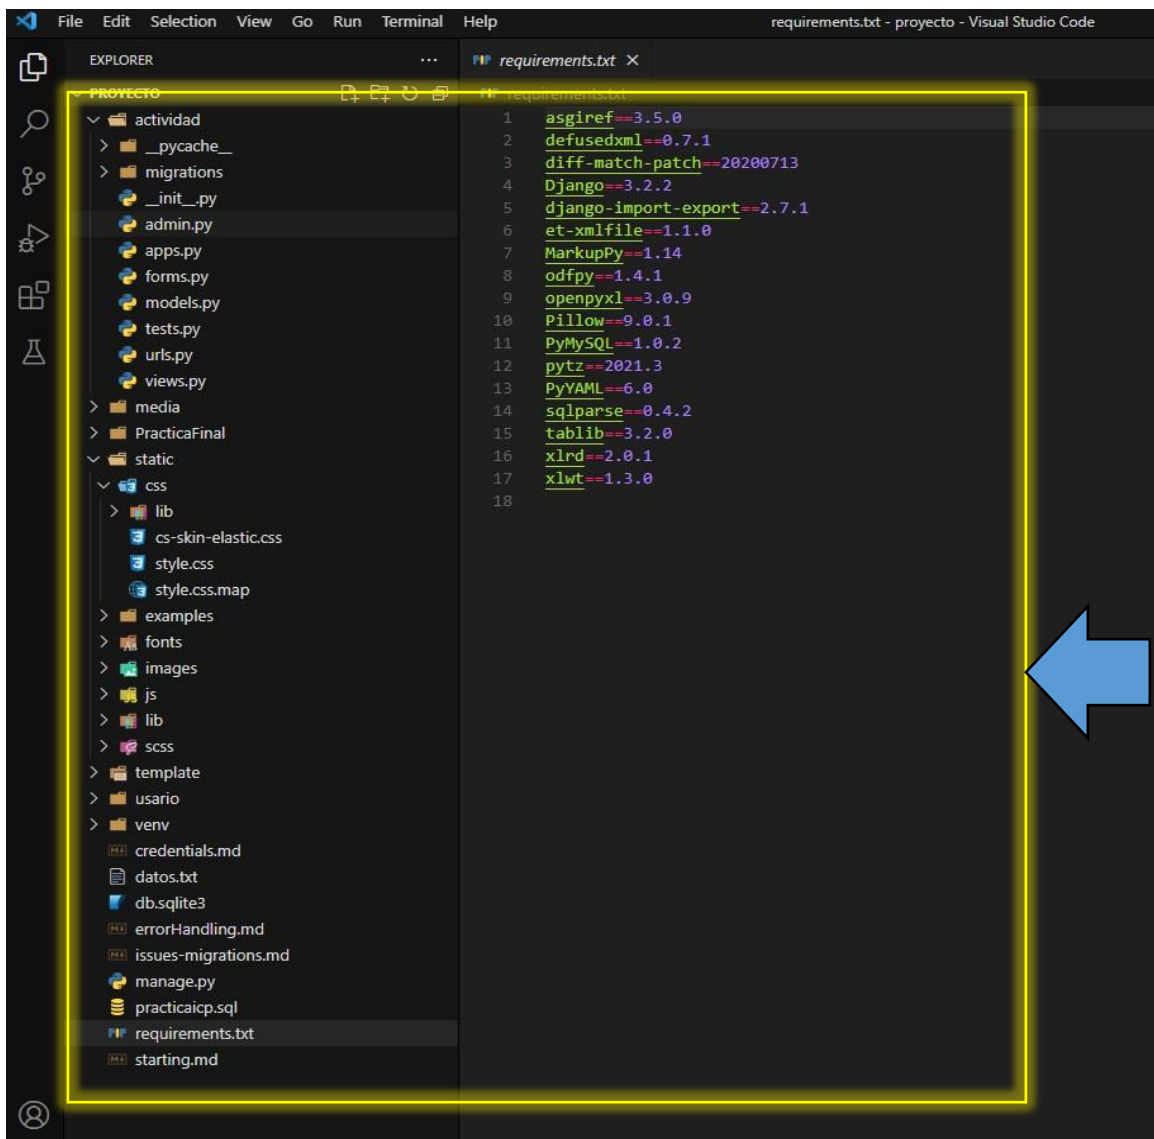 File Edit Selection View Go Run Terminal Help requirements.txt - proyecto - Visual Studio Code
EXPLORER ...
requirements.txt
PROYECTO
requirements.txt
actividad
__pycache__
migrations
__init__.py
admin.py
apps.py
forms.py
models.py
tests.py
urls.py
views.py
media
PracticaFinal
static
css
lib
cs-skin-elastic.css
style.css
style.css.map
examples
fonts
images
js
lib
scss
template
usario
venv
credentials.md
datos.txt
db.sqlite3
errorHandling.md
issues-migrations.md
manage.py
practicaicp.sql
requirements.txt
starting.md
1 asgiref==3.5.0
2 defusedxml==0.7.1
3 diff-match-patch==20200713
4 Django==3.2.2
5 django-import-export==2.7.1
6 et-xmlfile==1.1.0
7 MarkupPy==1.14
8 odfpy==1.4.1
9 openpyxl==3.0.9
10 Pillow==9.0.1
11 PyMySQL==1.0.2
12 pytz==2021.3
13 PyYAML==6.0
14 sqlparse==0.4.2
15 tablib==3.2.0
16 xlrd==2.0.1
17 xlwt==1.3.0
18